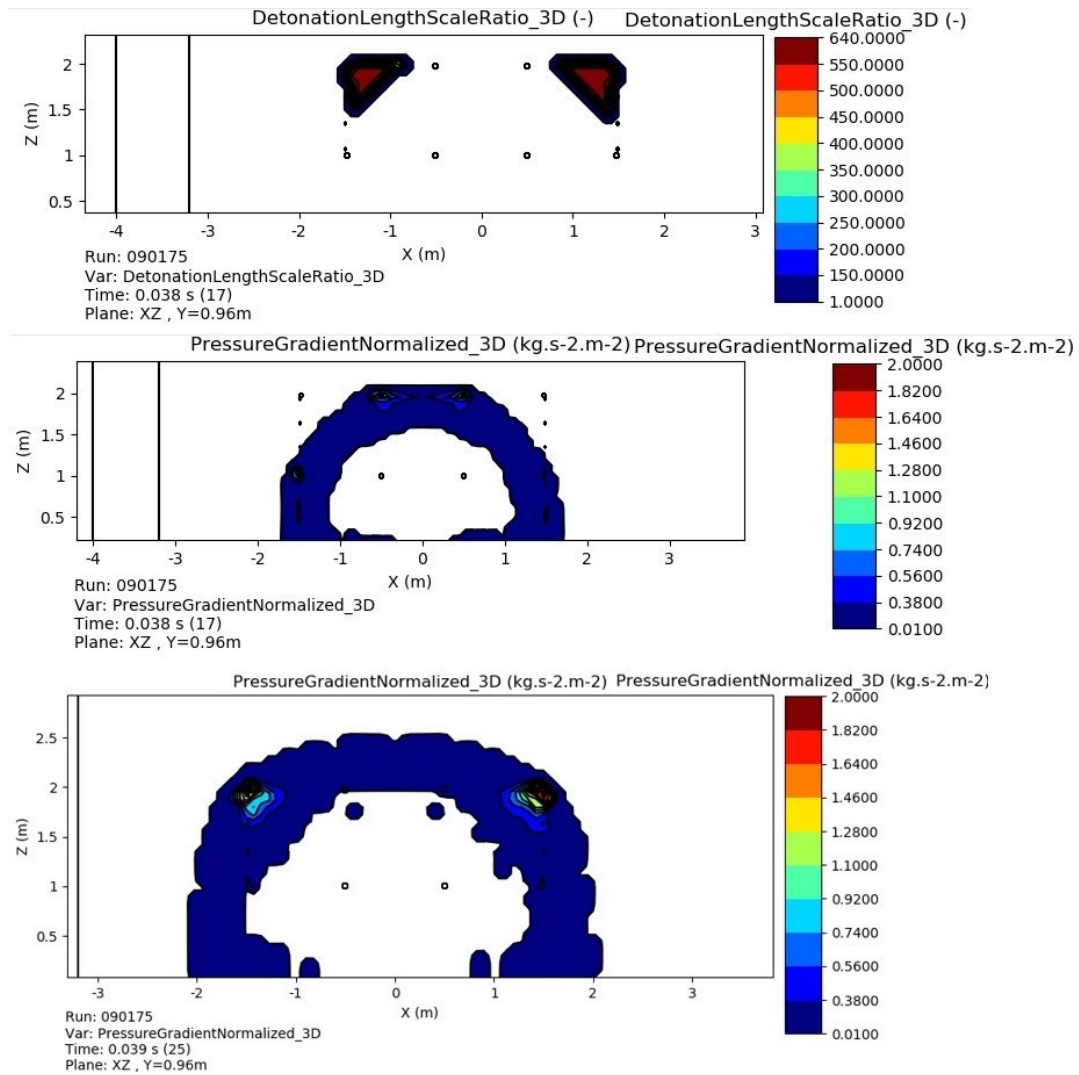 DetonationLengthScaleRatio_3D (-) DetonationLengthScaleRatio_3D (-)
640.0000
550.0000
500.0000
450.0000
400.0000
350.0000
300.0000
250.0000
200.0000
150.0000
1.0000
Z (m)
2
1.5
1
0.5
-4 -3 -2 -1 0 1 2 3
X (m)
Run: 090175
Var: DetonationLengthScaleRatio_3D
Time: 0.038 s (17)
Plane: XZ , Y=0.96m
PressureGradientNormalized_3D (kg.s-2.m-2) PressureGradientNormalized_3D (kg.s-2.m-2)
2.0000
1.8200
1.6400
1.4600
1.2800
1.1000
0.9200
0.7400
0.5600
0.3800
0.0100
Z (m)
2
1.5
1
0.5
-4 -3 -2 -1 0 1 2 3
X (m)
Run: 090175
Var: PressureGradientNormalized_3D
Time: 0.038 s (17)
Plane: XZ , Y=0.96m
PressureGradientNormalized_3D (kg.s-2.m-2) PressureGradientNormalized_3D (kg.s-2.m-2)
2.0000
1.8200
1.6400
1.4600
1.2800
1.1000
0.9200
0.7400
0.5600
0.3800
0.0100
Z (m)
2.5
2
1.5
1
0.5
-3 -2 -1 0 1 2 3
X (m)
Run: 090175
Var: PressureGradientNormalized_3D
Time: 0.039 s (25)
Plane: XZ , Y=0.96m